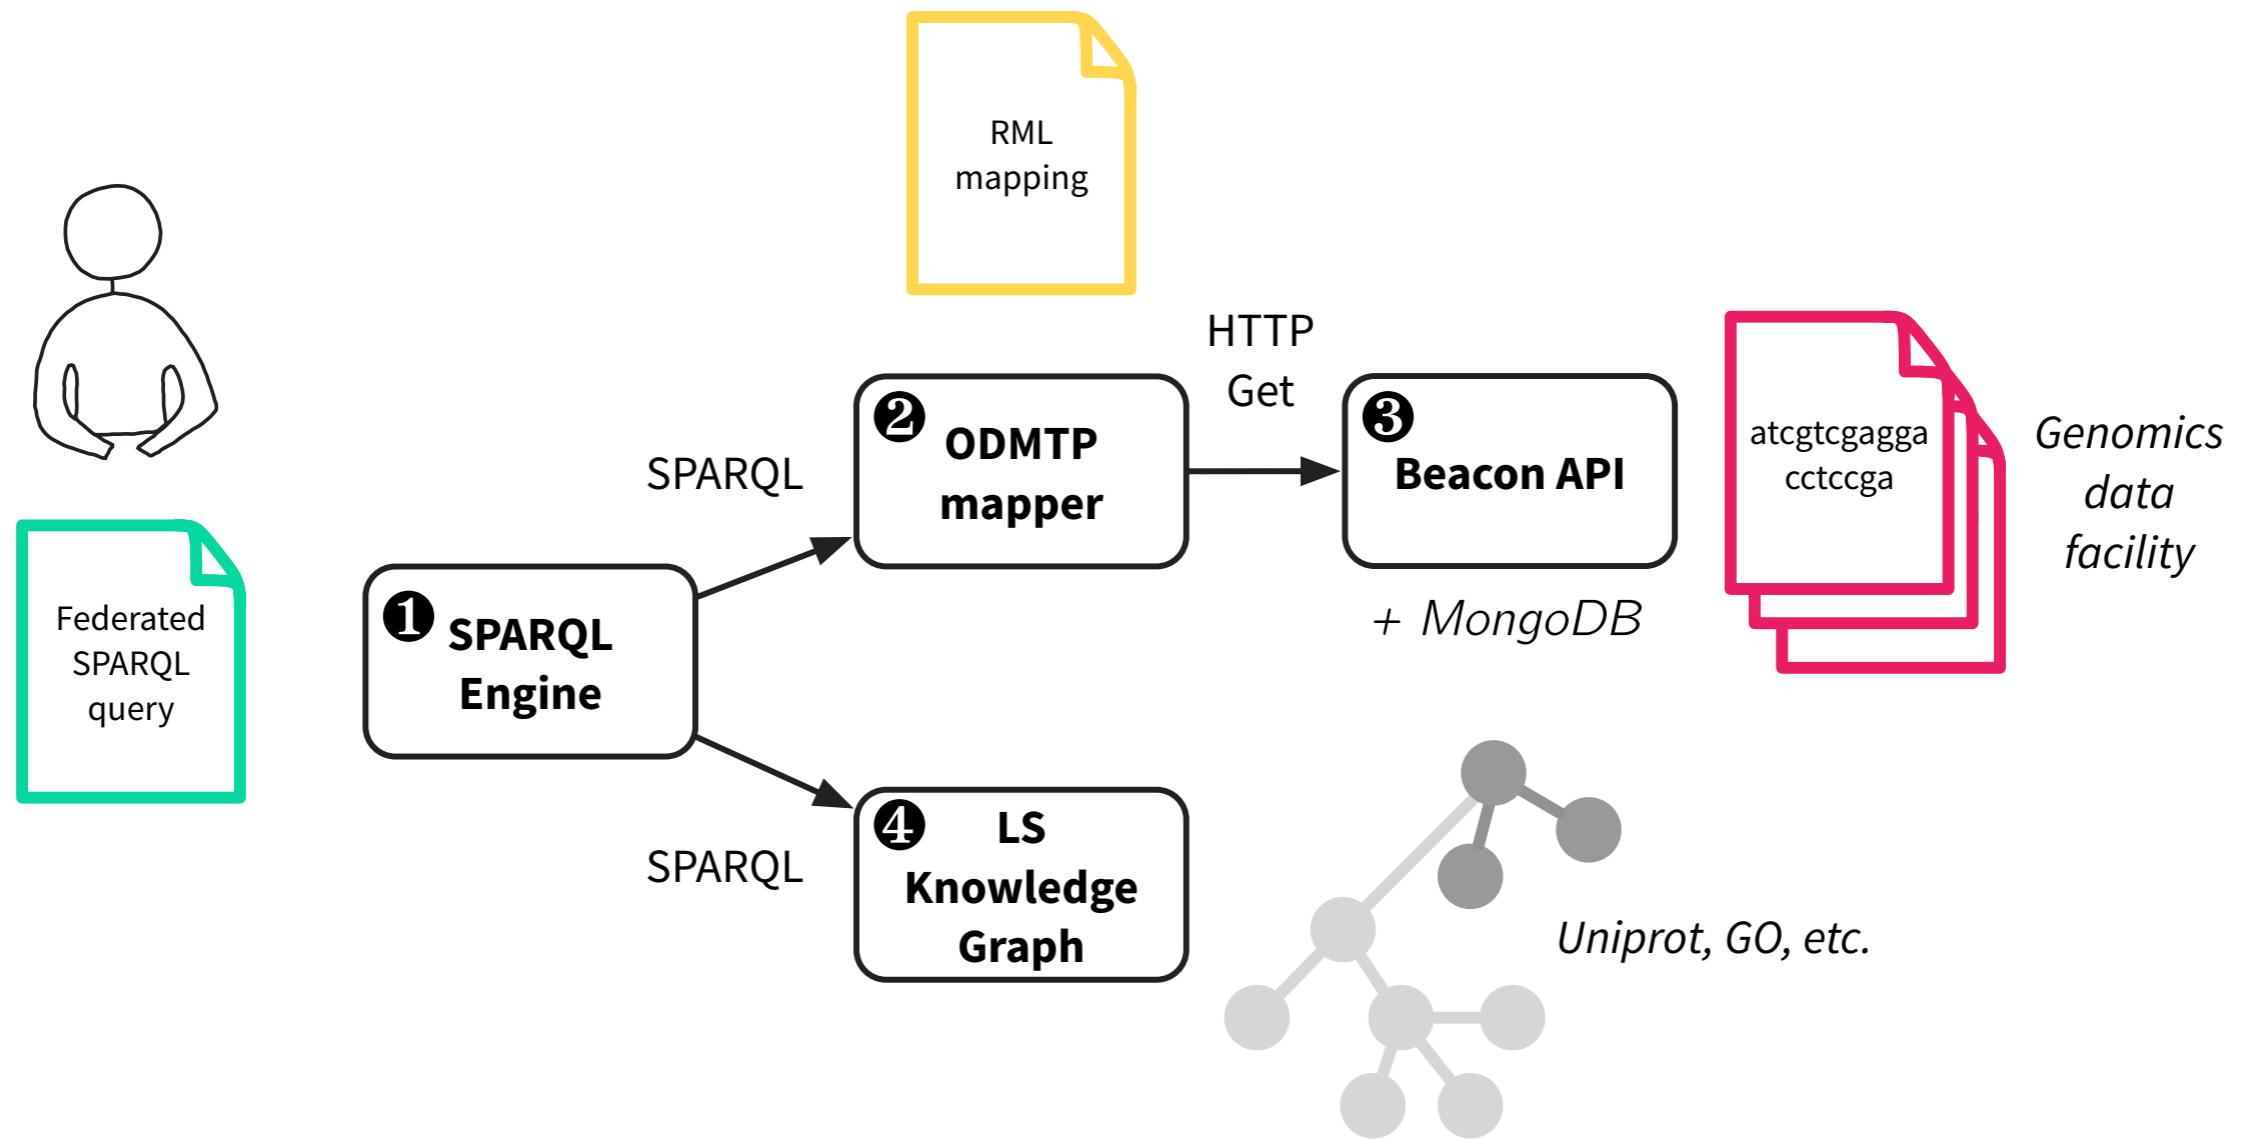 RML
mapping
Federated
SPARQL
query
❶
SPARQL
Engine
SPARQL
❷
ODMTP
mapper
HTTP
Get
❸
Beacon API
+ MongoDB
atcgtcgagga
cctccga
Genomics
data
facility
SPARQL
❹
LS
Knowledge
Graph
Uniprot, GO, etc.